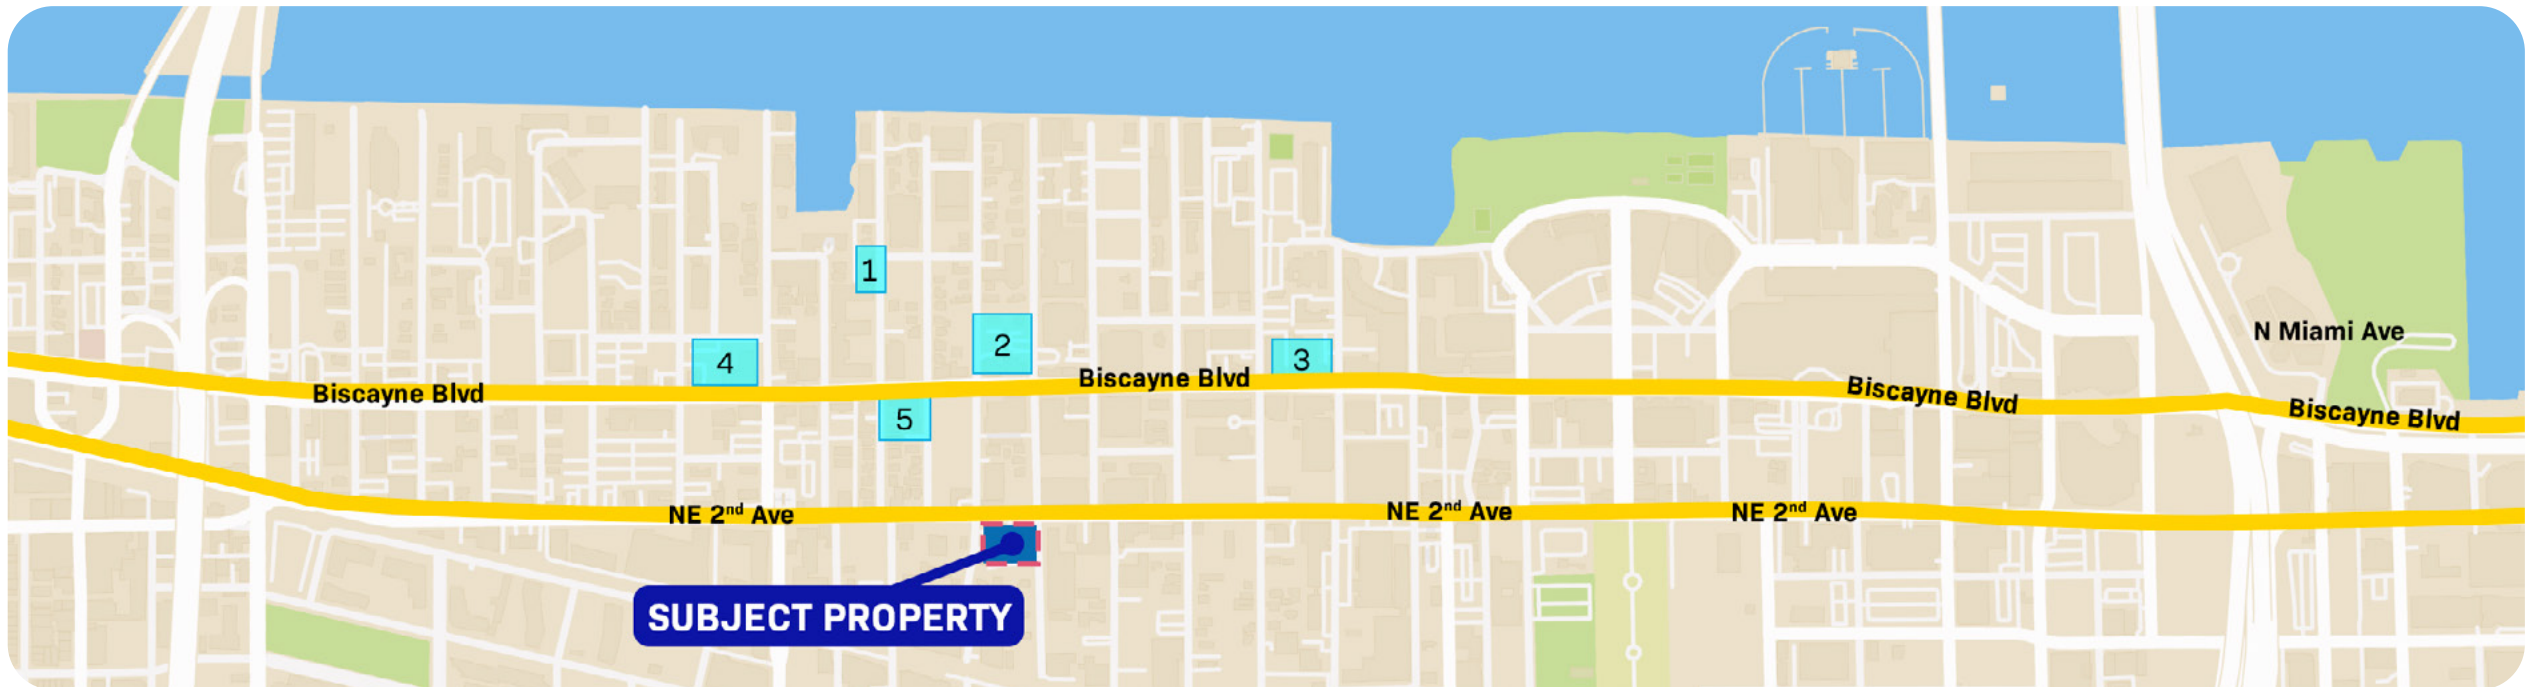 1
N Miami Ave
2
3
4
Biscayne Blvd
Biscayne Blvd
Biscayne Blvd
Biscayne Blvd
5
NE 2nd Ave
NE 2nd Ave
NE 2nd Ave
SUBJECT PROPERTY